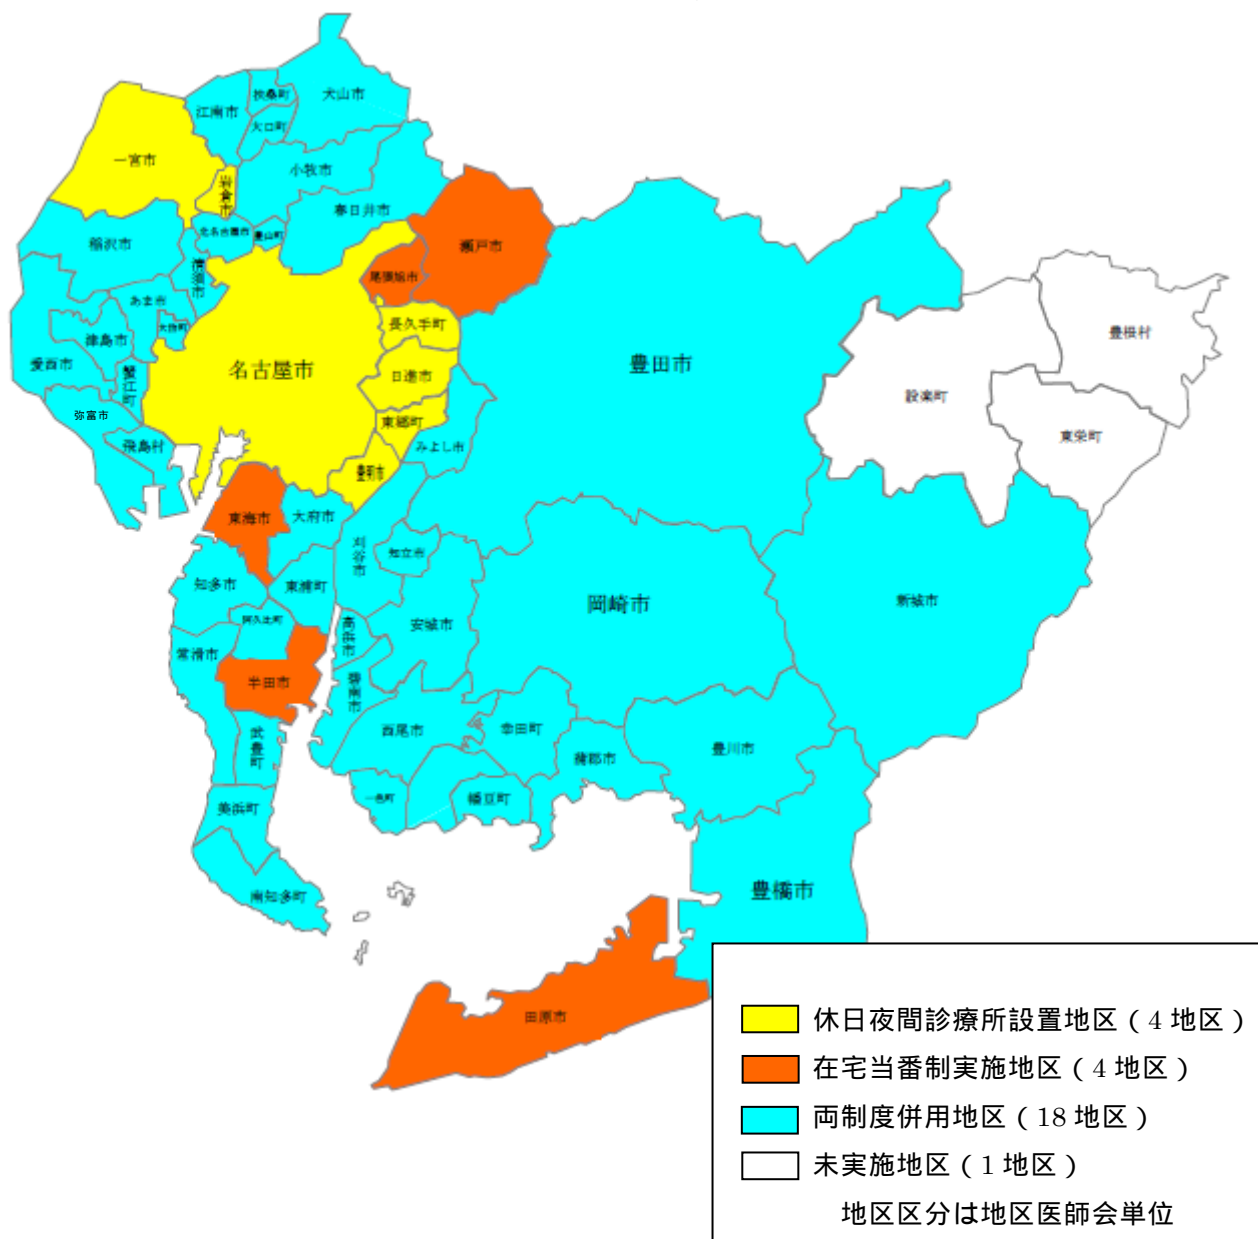 犬山市
扶桑町
江南市
大口町
一宮市
小牧市
岩倉市
春日井市
稲沢市
北名古屋市
豊山町
瀬戸市
清須市
尾張旭市
あま市
長久手町
大治町
津島市
豊根村
愛西市
名古屋市
豊田市
日進市
蟹江町
設楽町
弥富市
東郷町
東栄町
飛島村
みよし市
豊明市
東海市
大府市
刈谷市
知立市
知多市
東浦町
岡崎市
新城市
阿久比町
安城市
高浜市
常滑市
半田市
碧南市
西尾市
幸田町
武豊町
豊川市
蒲郡市
一色町
幡豆町
美浜町
豊橋市
南知多町
田原市
休日夜間診療所設置地区(4地区)
在宅当番制実施地区(4地区)
両制度併用地区(18地区)
未実施地区(1地区)
地区区分は地区医師会単位